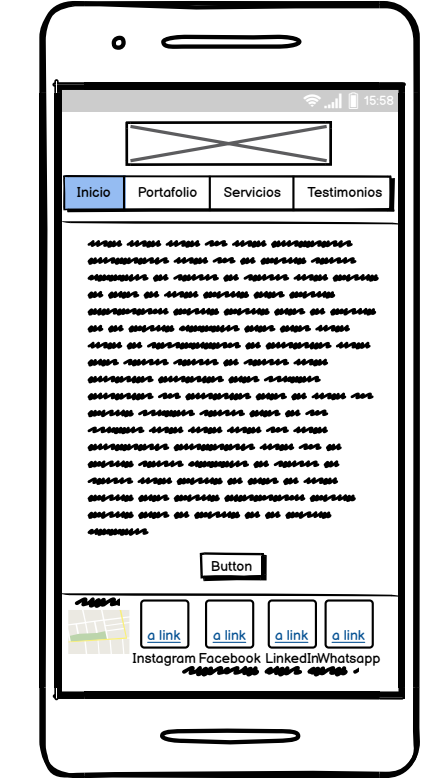 15:58
Inicio Portafolio Servicios Testimonios
Button
a link a link a link a link
Instagram Facebook LinkedIn Whatsapp